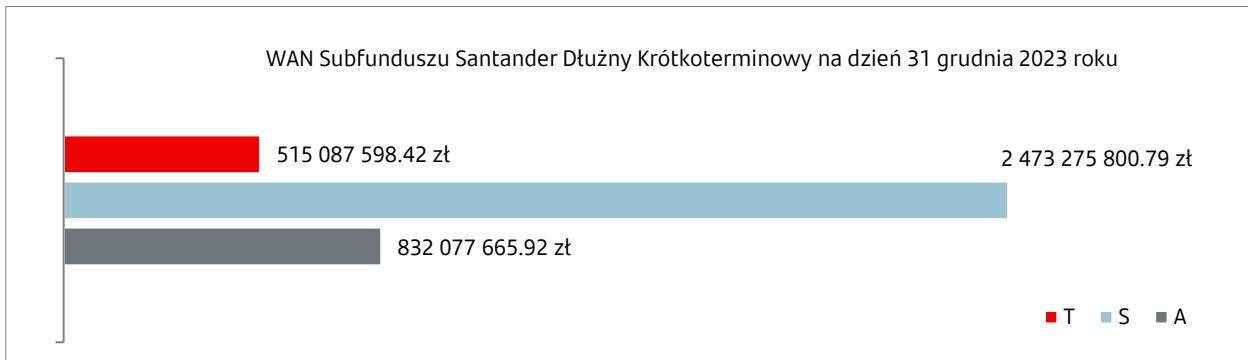 WAN Subfunduszu Santander Dłużny Krótkoterminowy na dzień 31 grudnia 2023 roku
515 087 598.42 zł
2 473 275 800.79 zł
832 077 665.92 zł
T S A